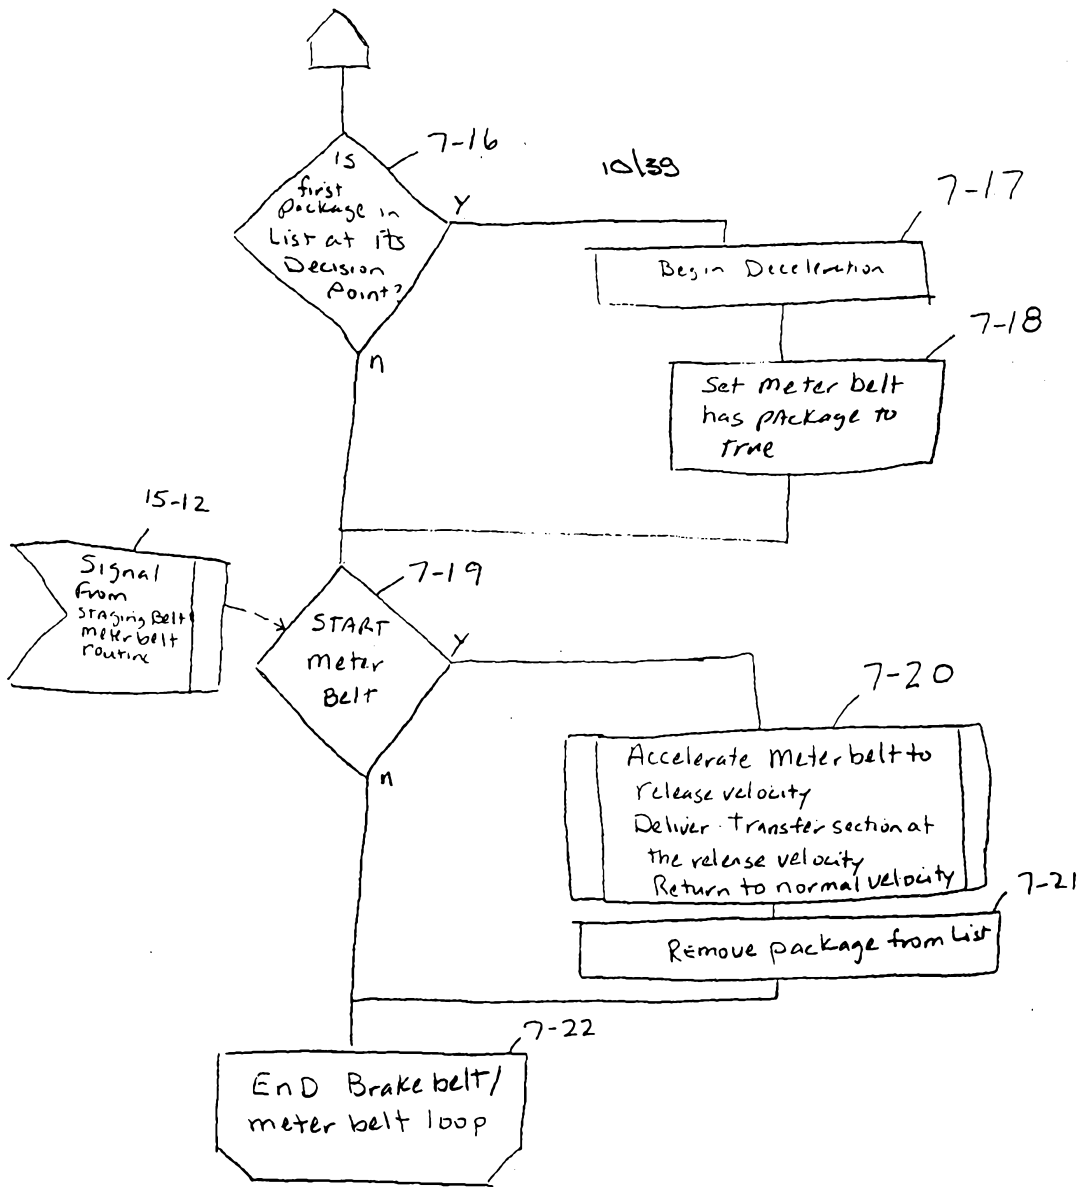 7-16
10/39
Is
first
package in
List at its
Decision
Point?
Y
n
7-17
Begin Deceleration
7-18
Set meter belt
has package to
True
15-12
Signal
From
STAging Belt
meter belt
routine
7-19
START
meter
Belt
Y
n
7-20
Accelerate Meter belt to
release velocity
Deliver Transfer section at
the release velocity
Return to normal velocity
7-21
Remove package from List
7-22
EnD Brake belt/
meter belt loop